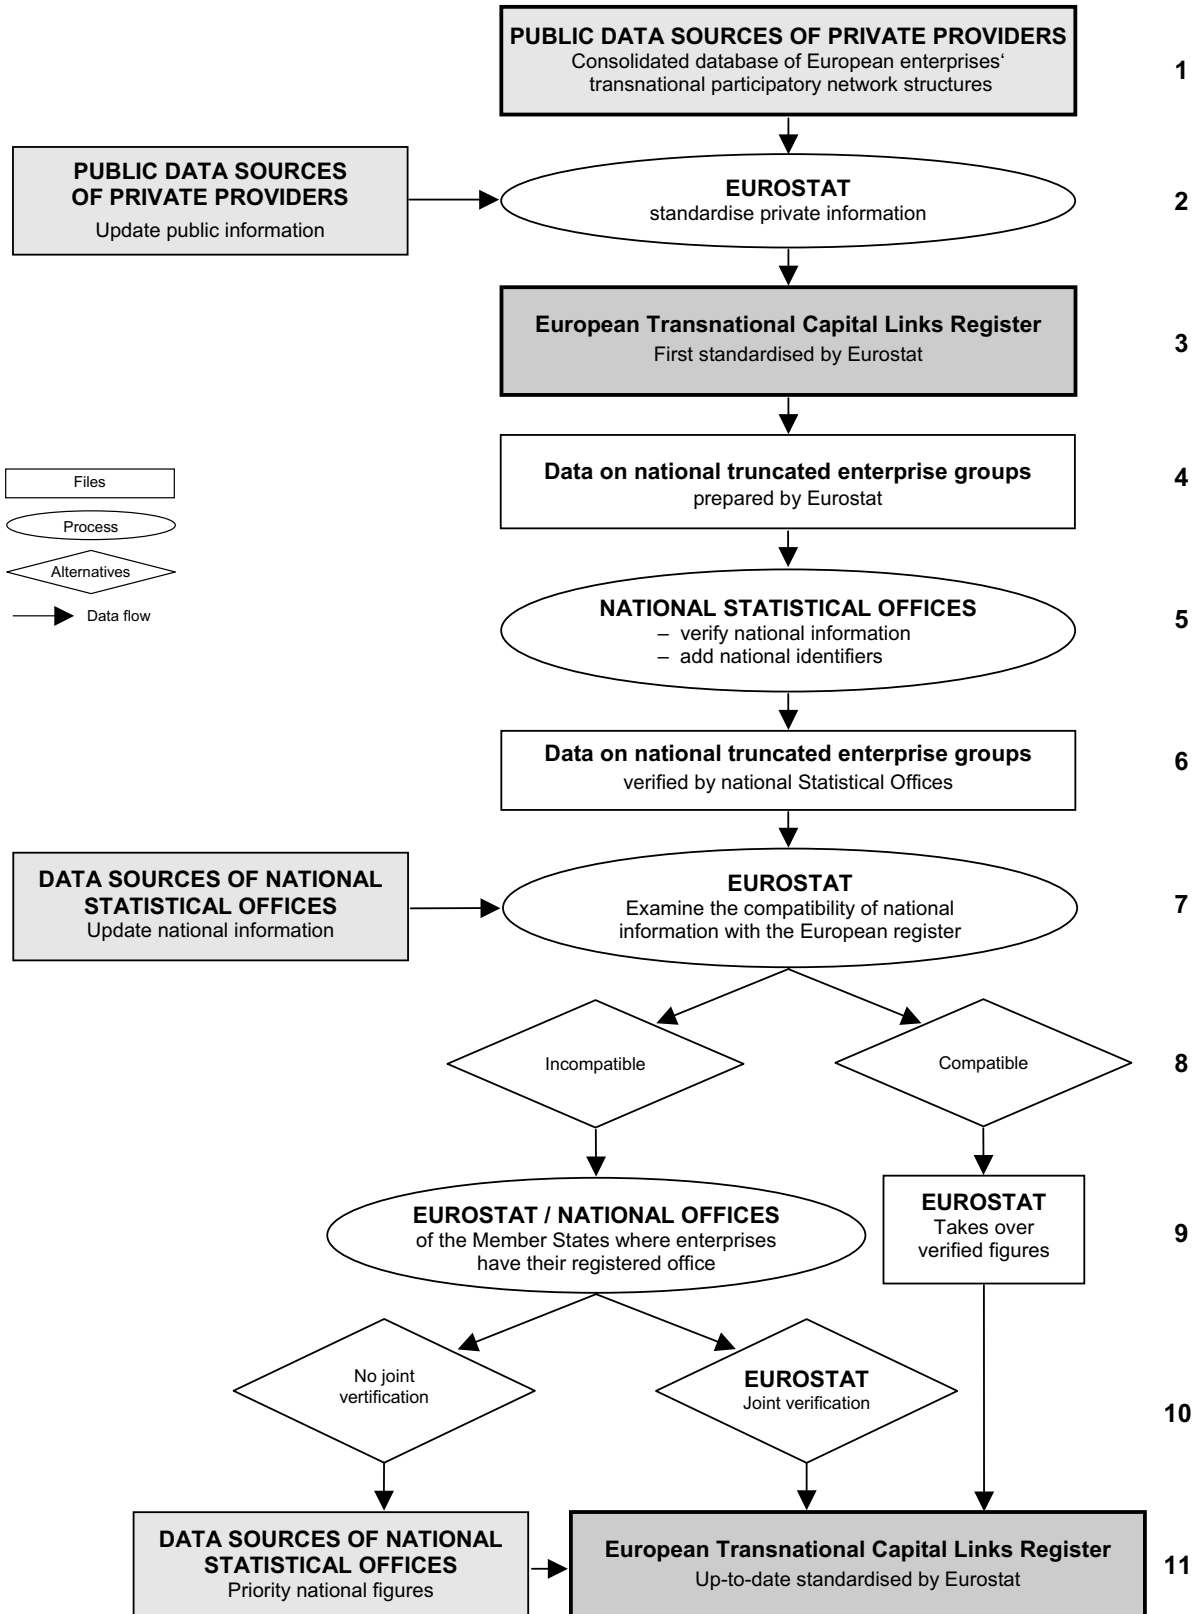 PUBLIC DATA SOURCES OF PRIVATE PROVIDERS
Consolidated database of European enterprises‘
transnational participatory network structures
1
PUBLIC DATA SOURCES
OF PRIVATE PROVIDERS
Update public information
EUROSTAT
standardise private information
2
European Transnational Capital Links Register
First standardised by Eurostat
3
Data on national truncated enterprise groups
prepared by Eurostat
4
Files
Process
Alternatives
Data flow
NATIONAL STATISTICAL OFFICES
– verify national information
– add national identifiers
5
Data on national truncated enterprise groups
verified by national Statistical Offices
6
DATA SOURCES OF NATIONAL
STATISTICAL OFFICES
Update national information
EUROSTAT
Examine the compatibility of national
information with the European register
7
Incompatible
Compatible
8
EUROSTAT / NATIONAL OFFICES
of the Member States where enterprises
have their registered office
EUROSTAT
Takes over
verified figures
9
No joint
vertification
EUROSTAT
Joint verification
10
DATA SOURCES OF NATIONAL
STATISTICAL OFFICES
Priority national figures
European Transnational Capital Links Register
Up-to-date standardised by Eurostat
11